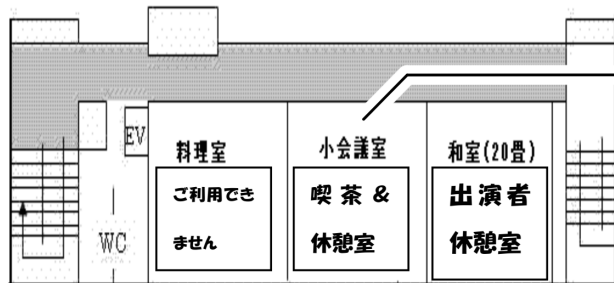 EV
料理室
小会議室
和室(20畳)
ご利用でき
ません
喫茶&
休憩室
出演者
休憩室
WC